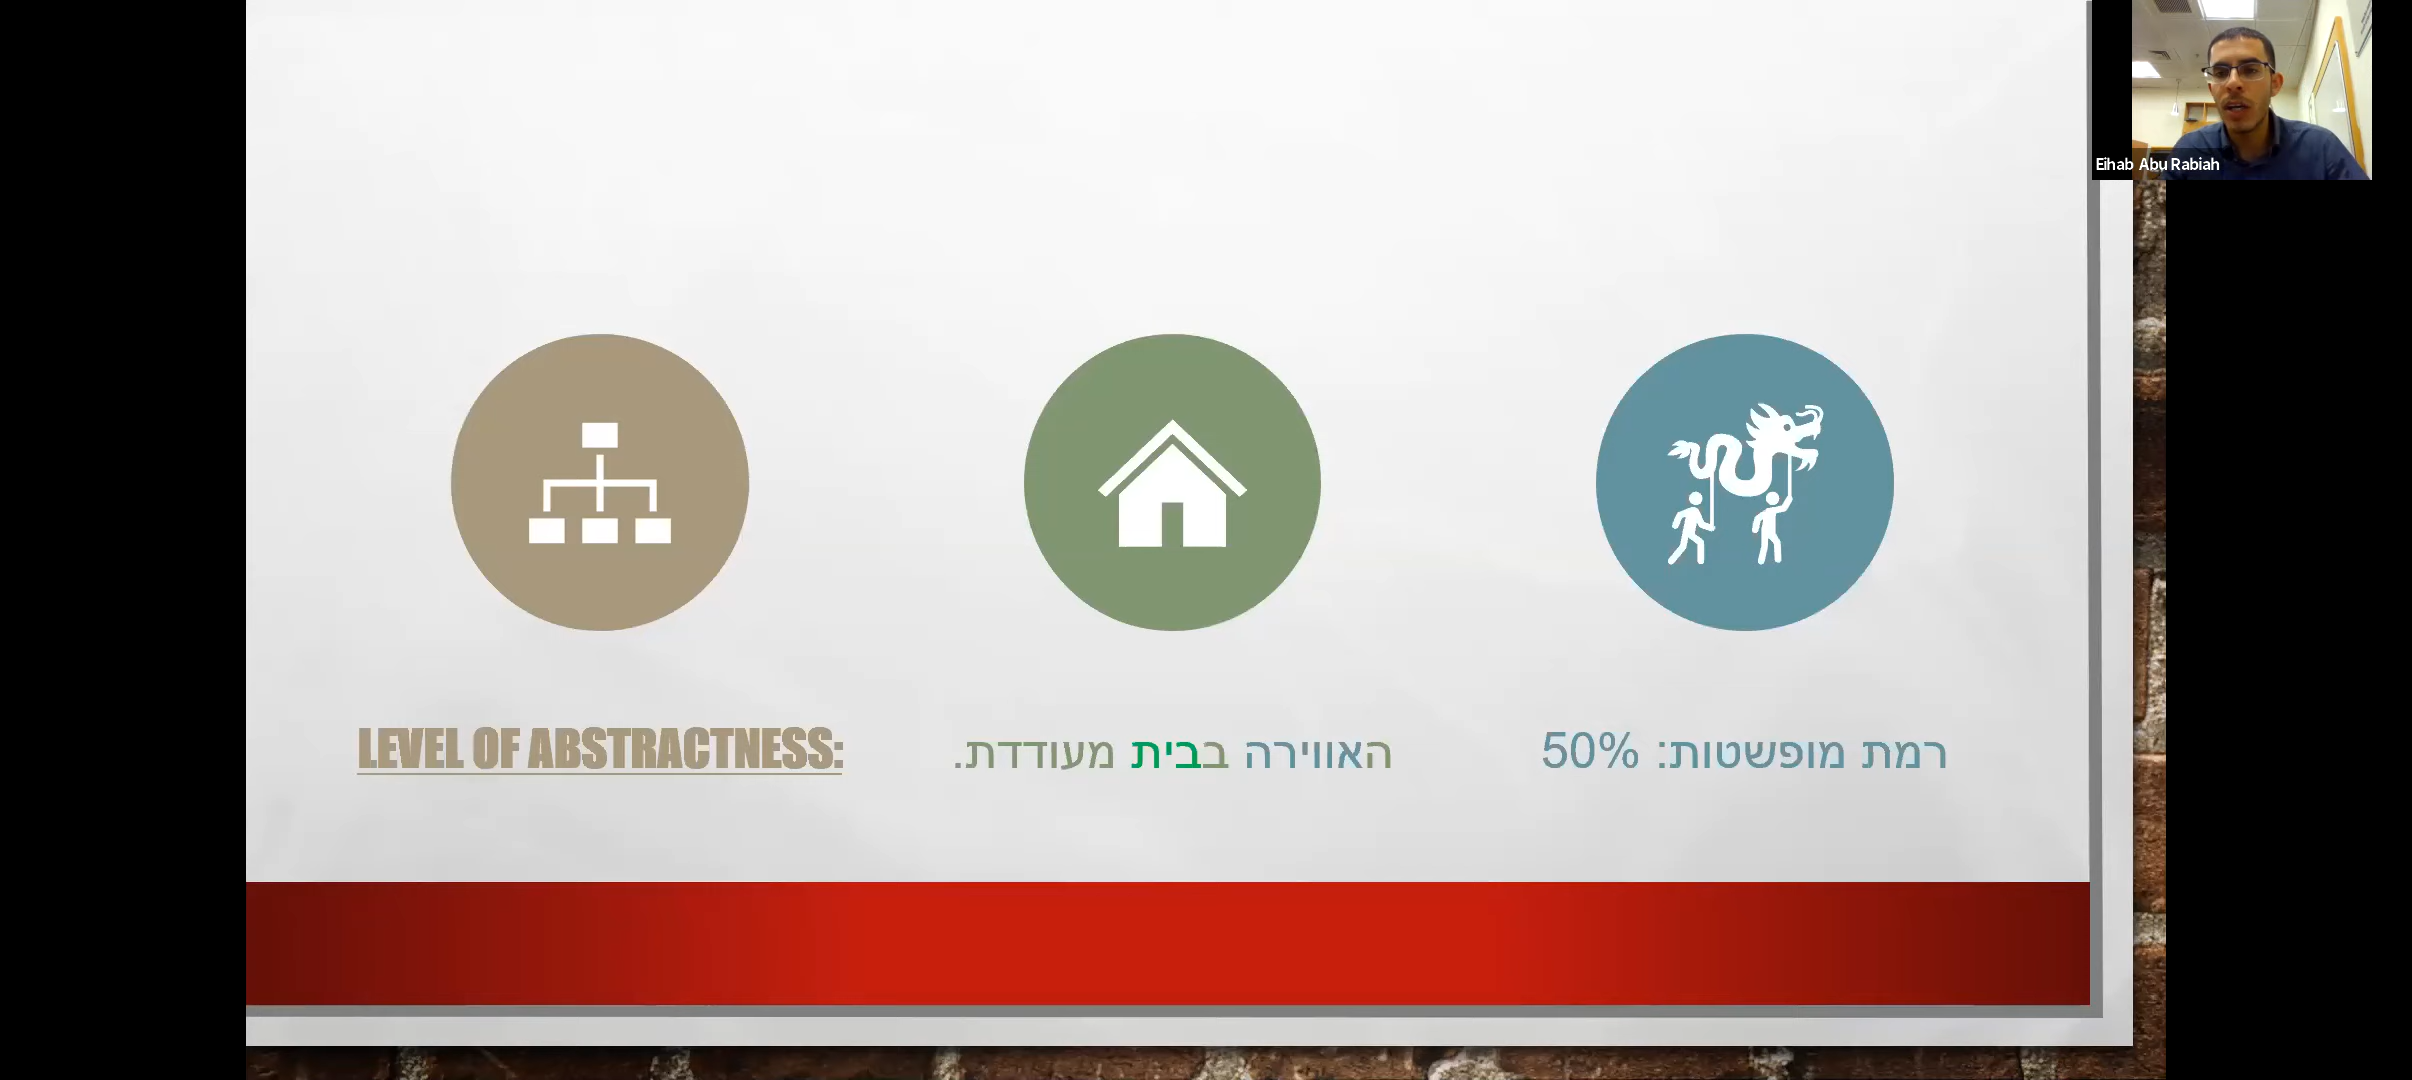 Eihab Abu Rabiah
LEVEL OF ABSTRACTNESS:
האווירה בבית מעודדת.
רמת מופשטות: 50%